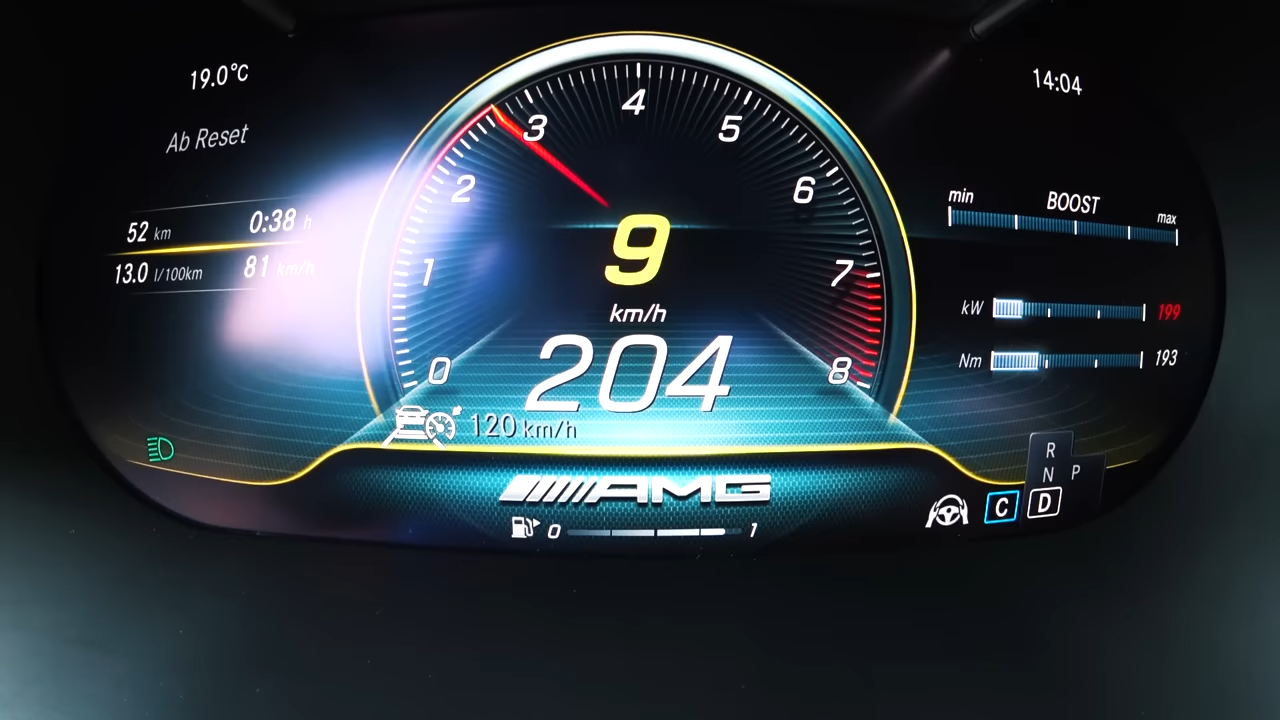 19.0°C
14:04
Ab Reset
52 km 0:38 h
13.0 l/100km 81 km/h
0
1
2
3
4
5
6
7
8
9
km/h
204
120 km/h
min BOOST max
kW 199
Nm 193
AMG
0 1
R
N P
C D